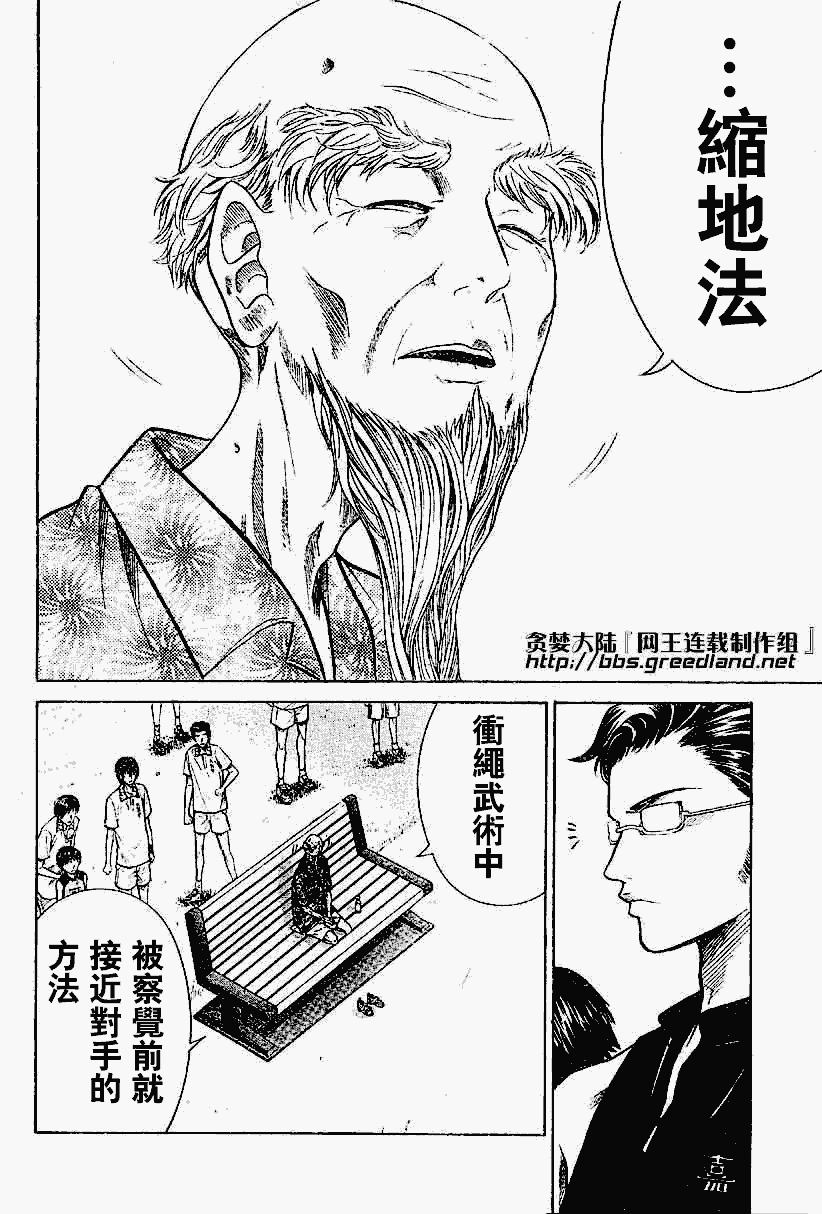 …縮地法
贪婪大陆『网王连载制作组』
http://bbs.greedland.net
衝繩武術中
被察覺前就
接近對手的
方法